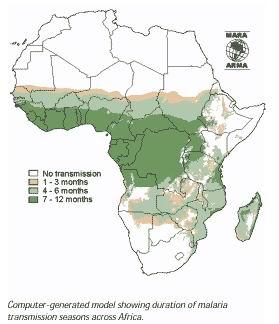 MARA
ARMA
No transmission
1 - 3 months
4 - 6 months
7 - 12 months
Computer-generated model showing duration of malaria
transmission seasons across Africa.